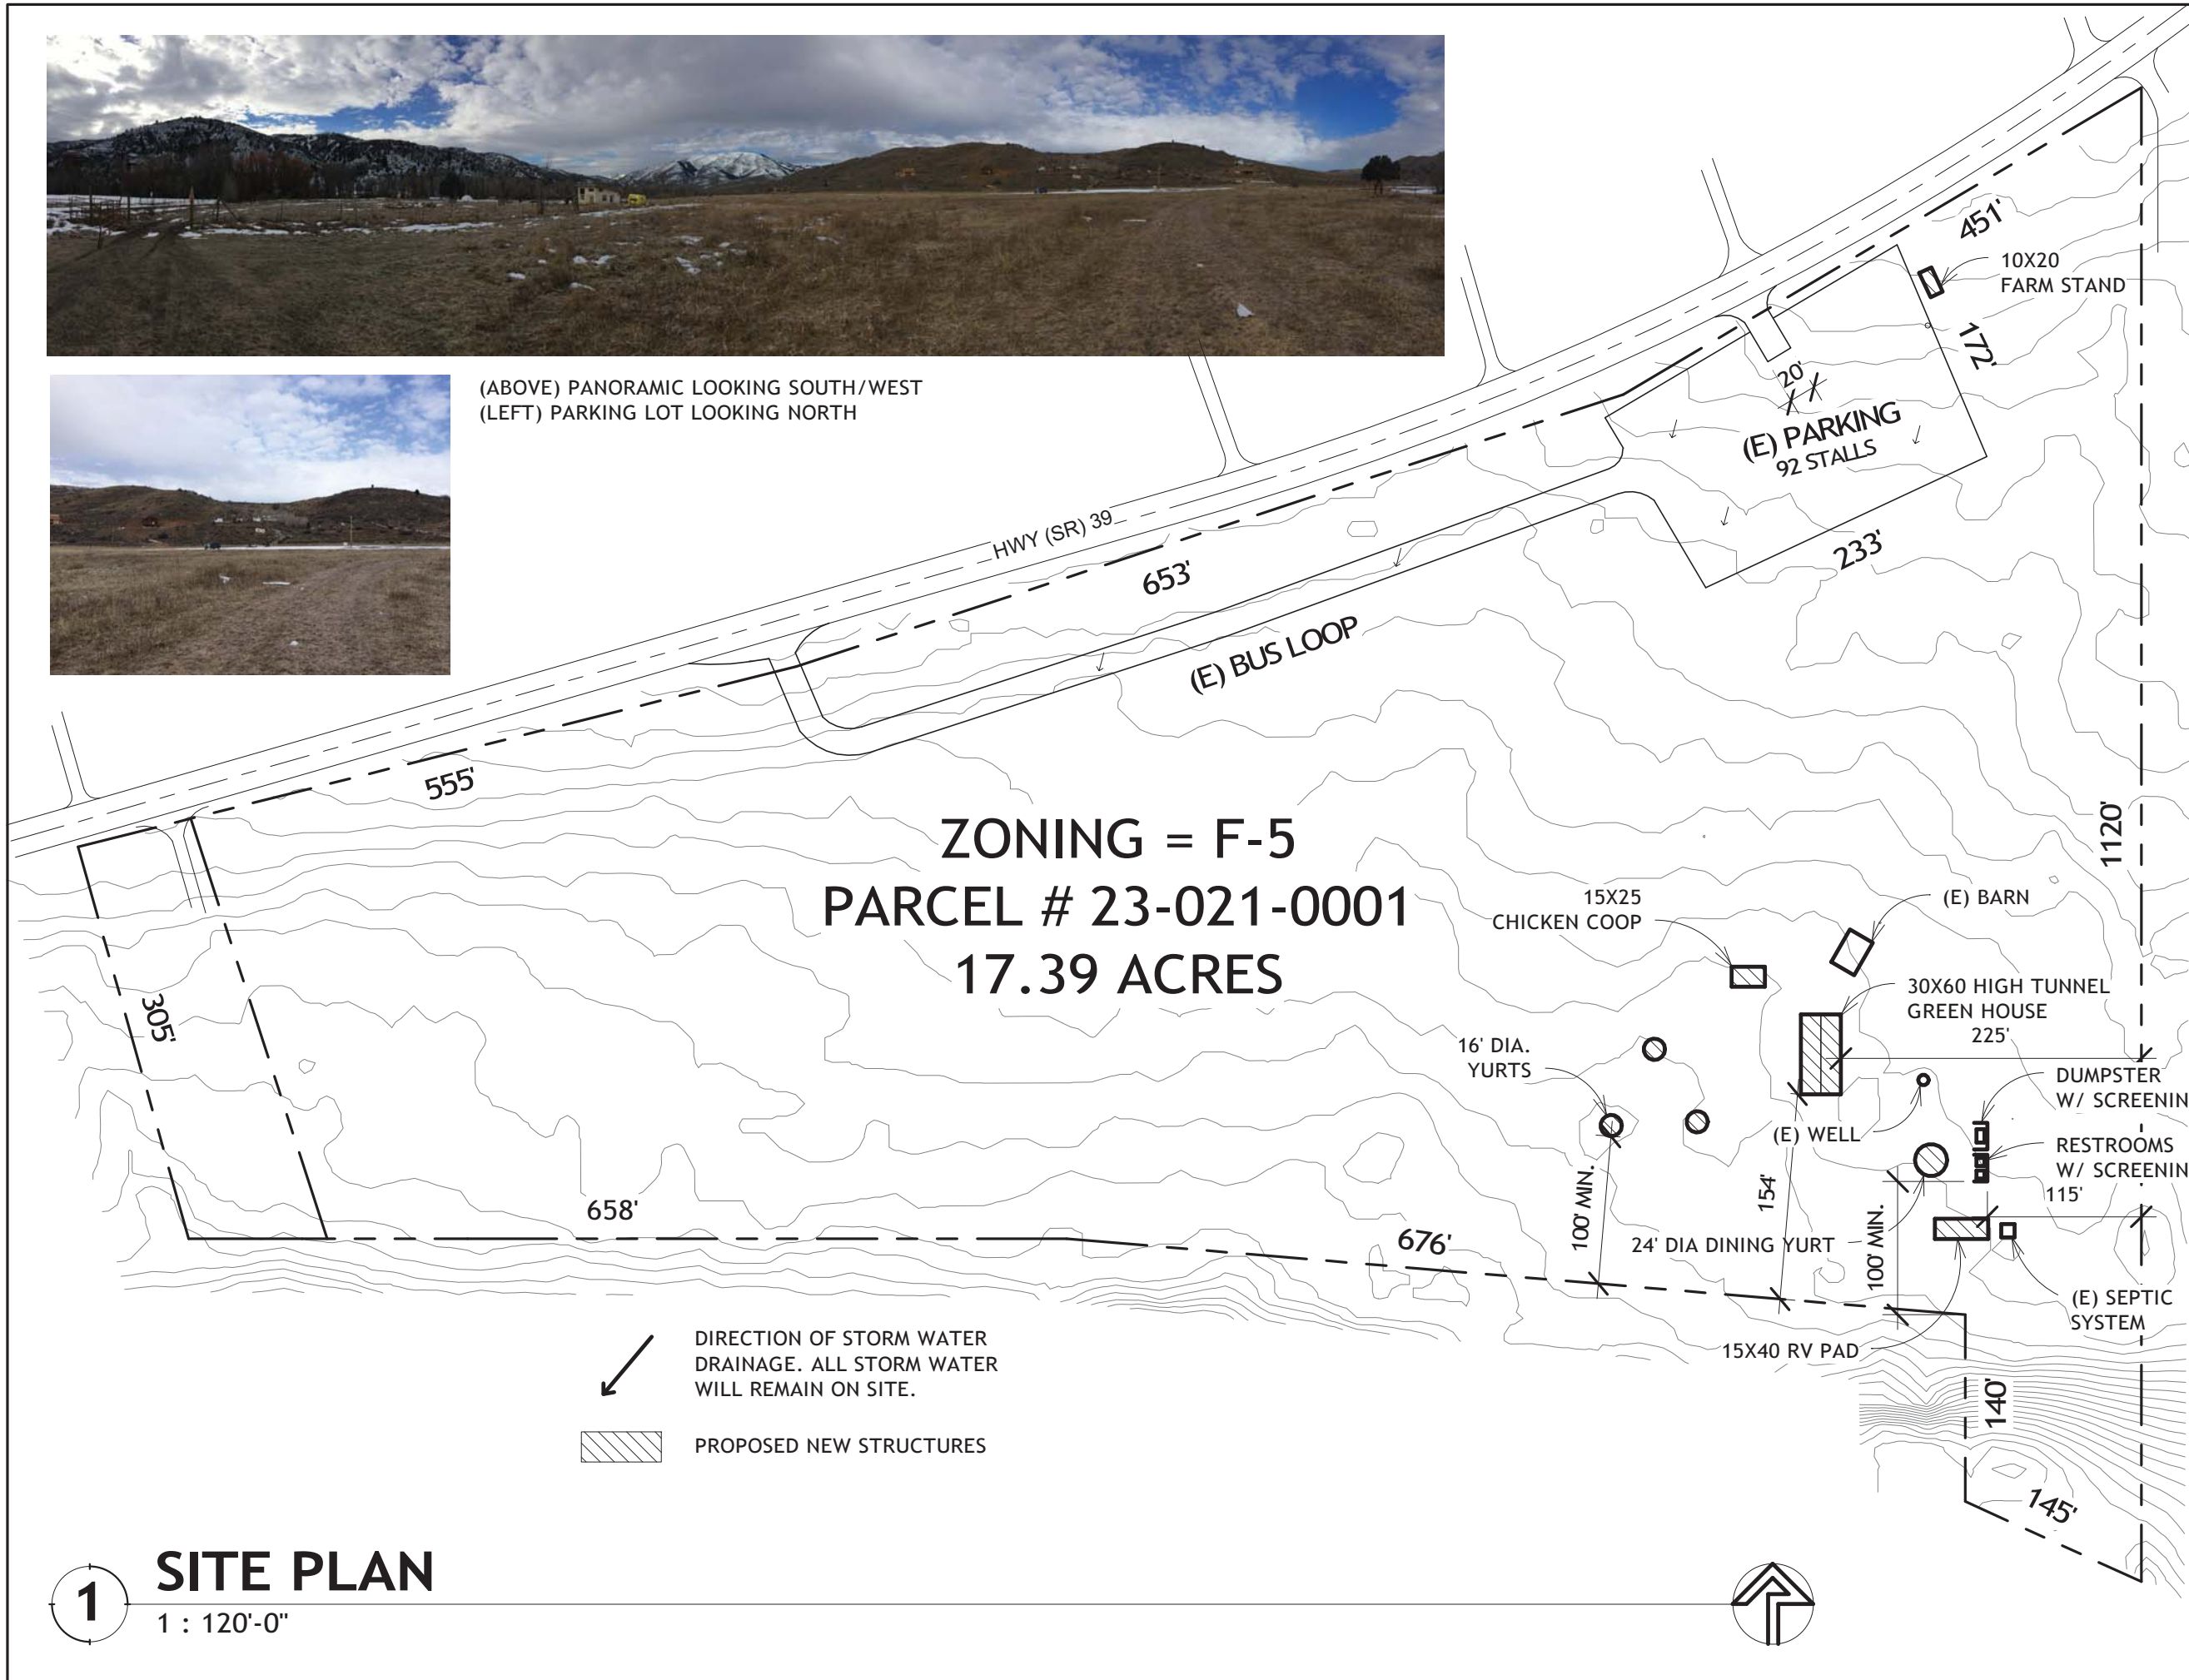 (ABOVE) PANORAMIC LOOKING SOUTH/WEST
(LEFT) PARKING LOT LOOKING NORTH
451'
10X20
FARM STAND
172'
20'
(E) PARKING
92 STALLS
233'
HWY (SR) 39
653'
(E) BUS LOOP
555'
1120'
ZONING = F-5
PARCEL # 23-021-0001
17.39 ACRES
15X25
CHICKEN COOP
(E) BARN
30X60 HIGH TUNNEL
GREEN HOUSE
225'
305'
16' DIA.
YURTS
DUMPSTER
W/ SCREENIN
(E) WELL
RESTROOMS
W/ SCREENIN
115'
100' MIN.
154'
100' MIN.
658'
676'
24' DIA DINING YURT
(E) SEPTIC
SYSTEM
15X40 RV PAD
140'
145'
DIRECTION OF STORM WATER
DRAINAGE. ALL STORM WATER
WILL REMAIN ON SITE.
PROPOSED NEW STRUCTURES
1
SITE PLAN
1 : 120'-0"